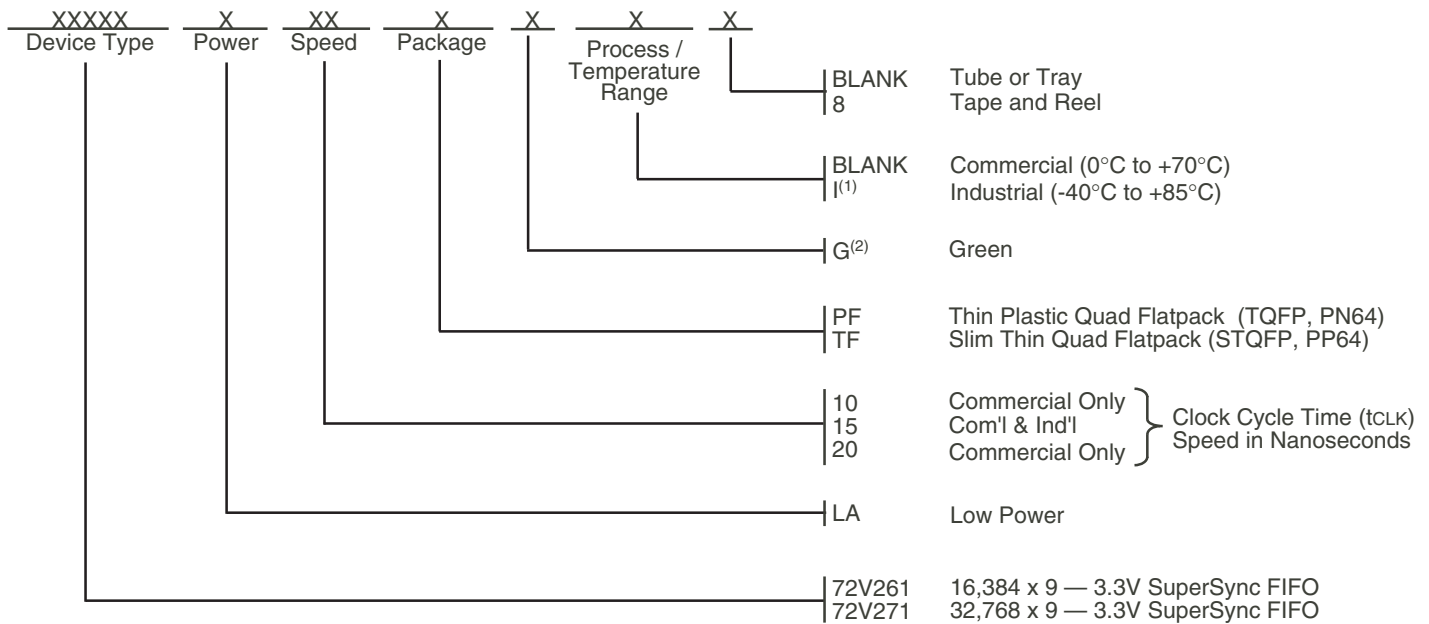 XXXXX X XX X X X X
Device Type Power Speed Package
Process /
Temperature
Range
BLANK Tube or Tray
8 Tape and Reel
BLANK Commercial (0°C to +70°C)
I(1) Industrial (-40°C to +85°C)
G(2) Green
PF Thin Plastic Quad Flatpack (TQFP, PN64)
TF Slim Thin Quad Flatpack (STQFP, PP64)
10 Commercial Only
15 Com'l & Ind'l
20 Commercial Only
Clock Cycle Time (tCLK)
Speed in Nanoseconds
LA Low Power
72V261 16,384 x 9 — 3.3V SuperSync FIFO
72V271 32,768 x 9 — 3.3V SuperSync FIFO